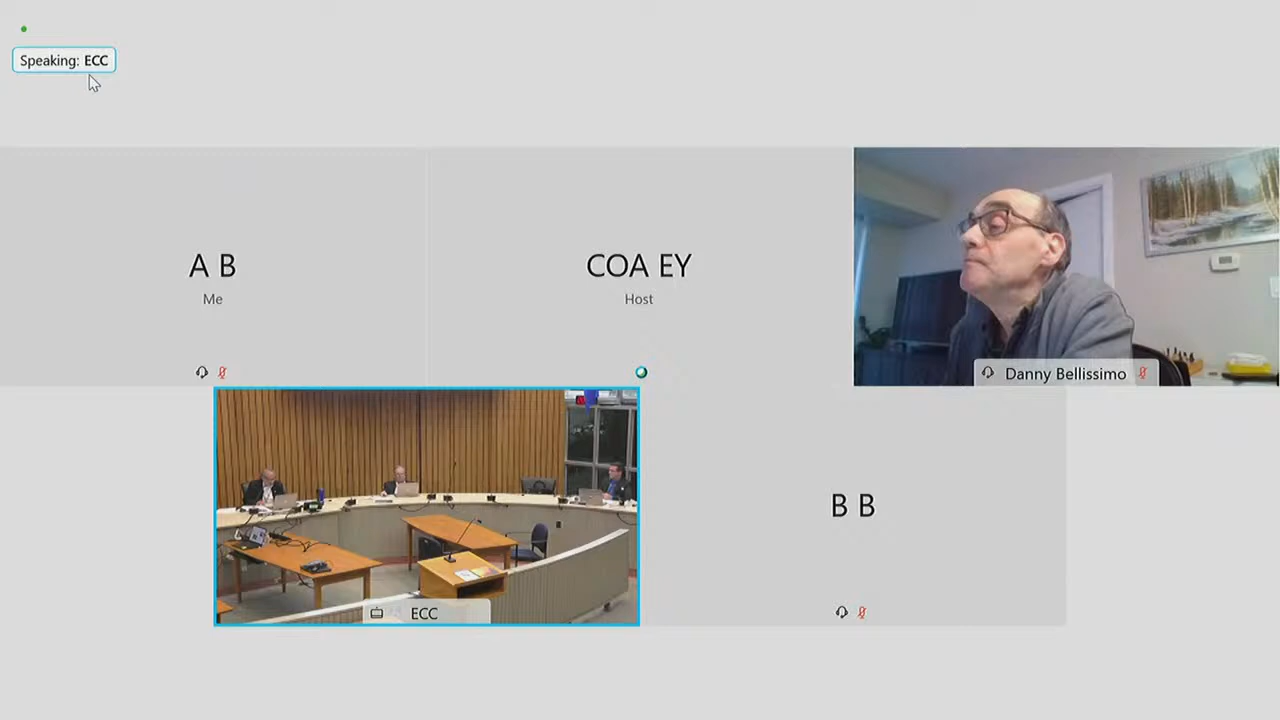 Speaking: ECC
A B
Me
COA EY
Host
Danny Bellissimo
ECC
B B